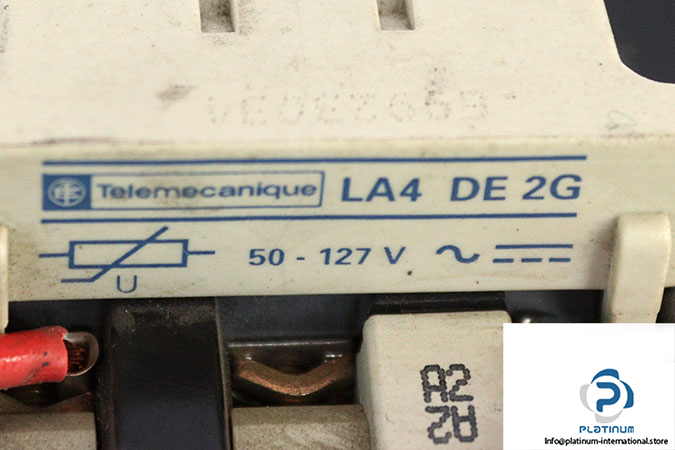 Telemecanique LA4 DE 2G
U
50 - 127 V
A2
A2
PLATINUM
Info@platinum-international.store